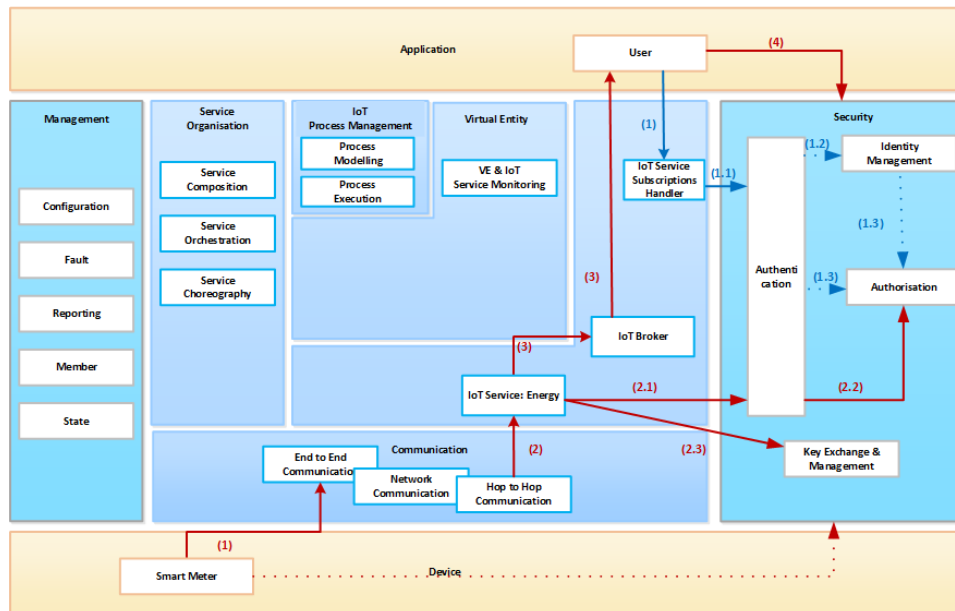 Application
User
(4)
Management
Configuration
Fault
Reporting
Member
State
Service
Organisation
Service
Composition
Service
Orchestration
Service
Choreography
IoT
Process Management
Process
Modelling
Process
Execution
Virtual Entity
VE & IoT
Service Monitoring
(1)
IoT Service
Subscriptions
Handler
(1.1)
(3)
IoT Broker
(3)
IoT Service: Energy
(2.1)
(2)
(2.3)
Security
(1.2)
Identity
Management
(1.3)
Authenti
cation
(1.3)
Authorisation
(2.2)
Key Exchange &
Management
Communication
End to End
Communication
Network
Communication
Hop to Hop
Communication
(1)
Smart Meter
Device